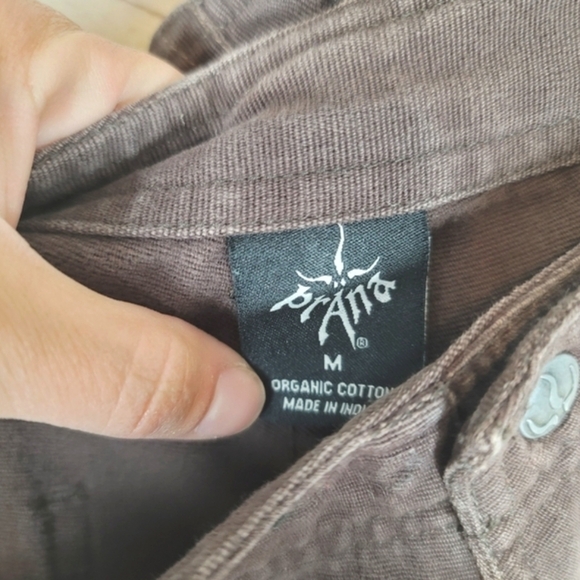 prAna
®
M
ORGANIC COTTON
MADE IN INDI